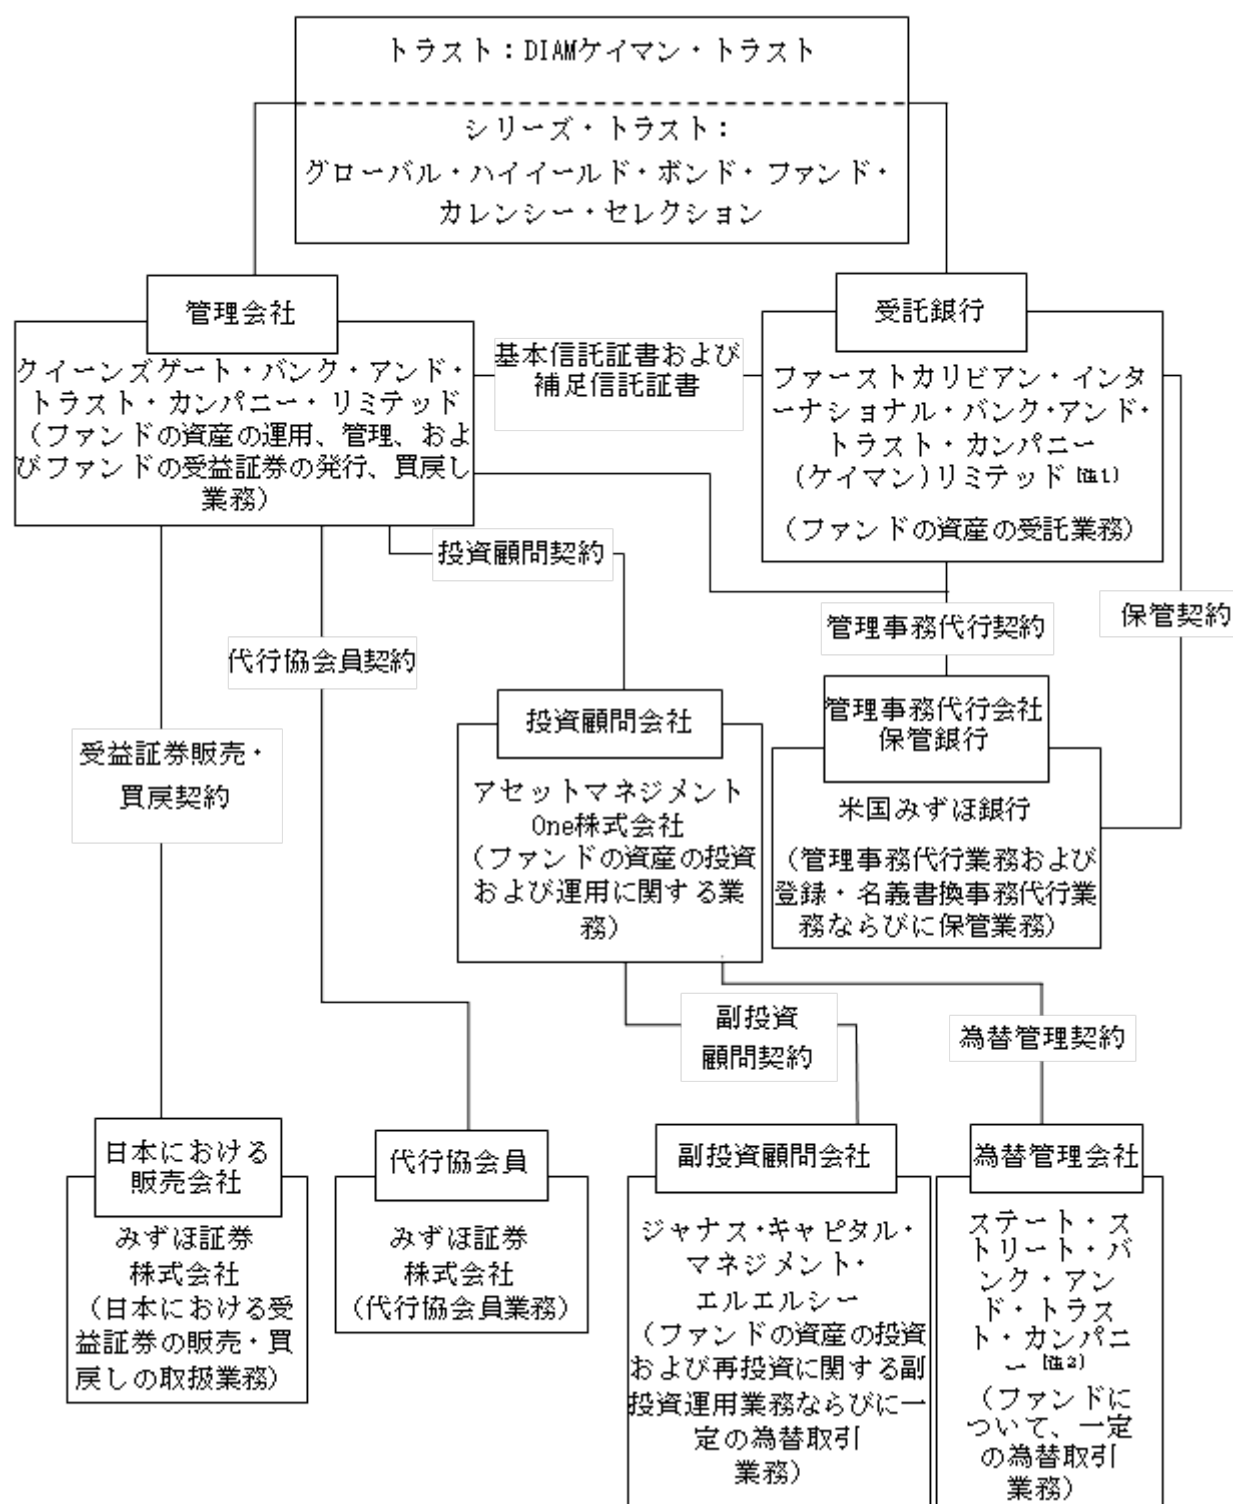 トラスト：DIAMケイマン・トラスト
シリーズ・トラスト：
グローバル・ハイイールド・ボンド・ファンド・
カレンシー・セレクション
管理会社
クイーンズゲート・バンク・アンド・
トラスト・カンパニー・リミテッド
（ファンドの資産の運用、管理、およ
びファンドの受益証券の発行、買戻し
業務）
基本信託証書および
補足信託証書
受託銀行
ファーストカリビアン・インタ
ーナショナル・バンク・アンド・
トラスト・カンパニー
(ケイマン)リミテッド [注1]
（ファンドの資産の受託業務）
投資顧問契約
管理事務代行契約
保管契約
代行協会員契約
受益証券販売・
買戻契約
投資顧問会社
アセットマネジメント
One株式会社
（ファンドの資産の投資
および運用に関する業
務）
管理事務代行会社
保管銀行
米国みずほ銀行
（管理事務代行業務および
登録・名義書換事務代行業
務ならびに保管業務）
副投資
顧問契約
為替管理契約
日本における
販売会社
みずほ証券
株式会社
（日本における受
益証券の販売・買
戻しの取扱業務）
代行協会員
みずほ証券
株式会社
（代行協会員業務）
副投資顧問会社
ジャナス・キャピタル・
マネジメント・
エルエルシー
（ファンドの資産の投資
および再投資に関する副
投資運用業務ならびに一
定の為替取引
業務）
為替管理会社
ステート・ス
トリート・バ
ンク・アン
ド・トラス
ト・カンパニ
ー [注2]
（ファンドに
ついて、一定
の為替取引
業務）